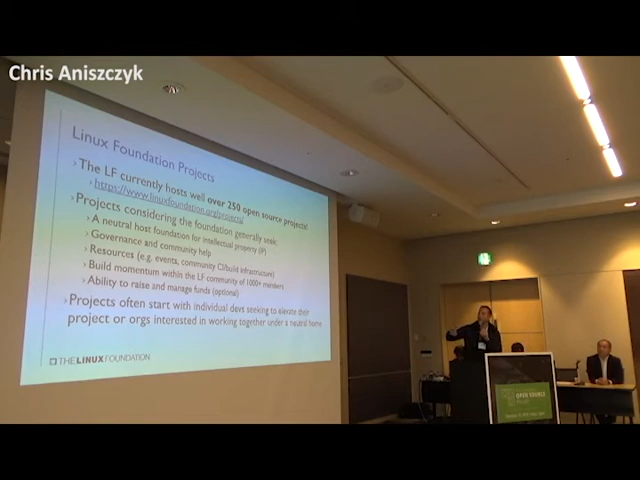 Chris Aniszczyk
Linux Foundation Projects
› The LF currently hosts well over 250 open source projects!
› https://www.linuxfoundation.org/projects/
› Projects considering the foundation generally seek:
› A neutral host foundation for intellectual property (IP)
› Governance and community help
› Resources (e.g. events, community CI/build infrastructure)
› Build momentum within the LF community of 1000+ members
› Ability to raise and manage funds (optional)
› Projects often start with individual devs seeking to elevate their
project or orgs interested in working together under a neutral home
THE LINUX FOUNDATION
OPEN SOURCE